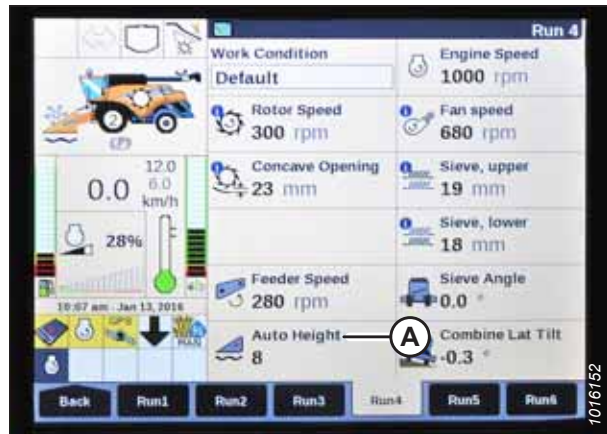 Run 4
Work Condition
Default
Engine Speed
1000 rpm
Rotor Speed
300 rpm
Fan speed
680 rpm
Concave Opening
23 mm
Sieve, upper
19 mm
Sieve, lower
18 mm
Feeder Speed
280 rpm
Sieve Angle
0.0 °
Auto Height
8
A
Combine Lat Tilt
-0.3 °
2
(P)
0.0
12.0
6.0
km/h
28%
10:07 am Jan 13, 2016
GPS
MAX
Back
Run1
Run2
Run3
Run4
Run5
Run6
1016152